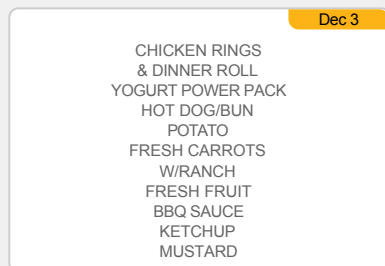 Dec 3
CHICKEN RINGS
& DINNER ROLL
YOGURT POWER PACK
HOT DOG/BUN
POTATO
FRESH CARROTS
W/RANCH
FRESH FRUIT
BBQ SAUCE
KETCHUP
MUSTARD